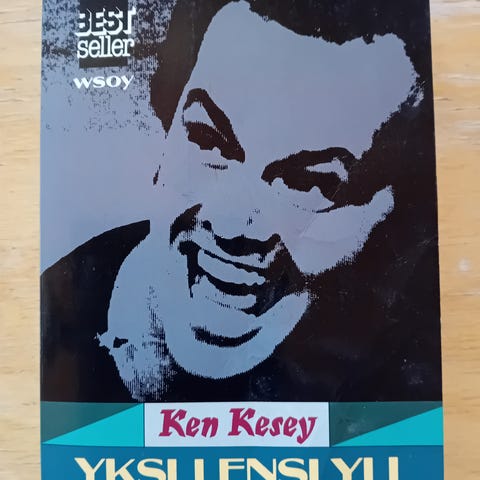 BEST
seller
wsoy
Ken Kesey
YKSI LENSI YLI